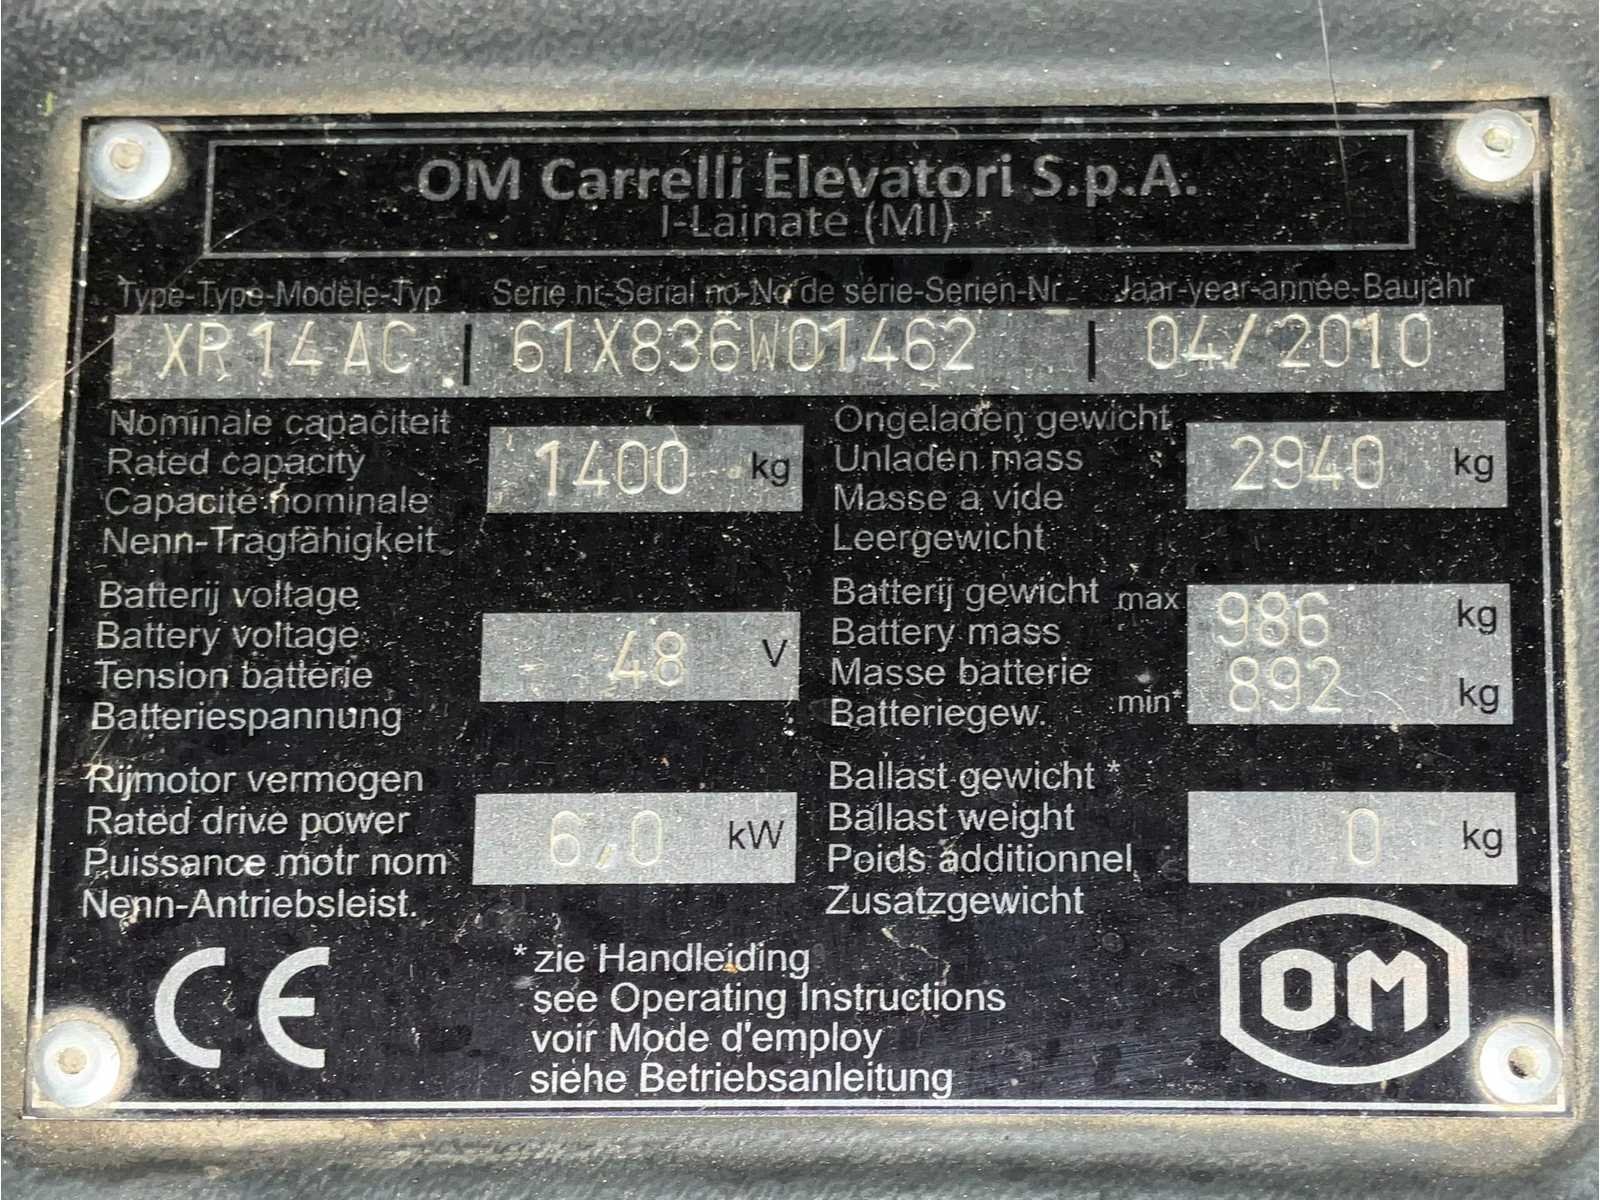 OM Carrelli Elevatori S.p.A.
I-Lainate (MI)
Type-Type-Modèle-Typ Serie nr-Serial no-No de série-Serien-Nr Jaar-year-année-Baujahr
XR 14 AC | 61X836W01462 | 04/2010
Nominale capaciteit
Rated capacity
Capacité nominale
Nenn-Tragfähigkeit
1400 kg
Ongeladen gewicht
Unladen mass
Masse a vide
Leergewicht
2940 kg
Batterij voltage
Battery voltage
Tension batterie
Batteriespannung
48 V
Batterij gewicht max
Battery mass
Masse batterie
Batteriegew. min*
986 kg
892 kg
Rijmotor vermogen
Rated drive power
Puissance motr nom
Nenn-Antriebsleist.
6,0 kW
Ballast gewicht *
Ballast weight
Poids additionnel
Zusatzgewicht
0 kg
CE
* zie Handleiding
see Operating Instructions
voir Mode d'employ
siehe Betriebsanleitung
OM